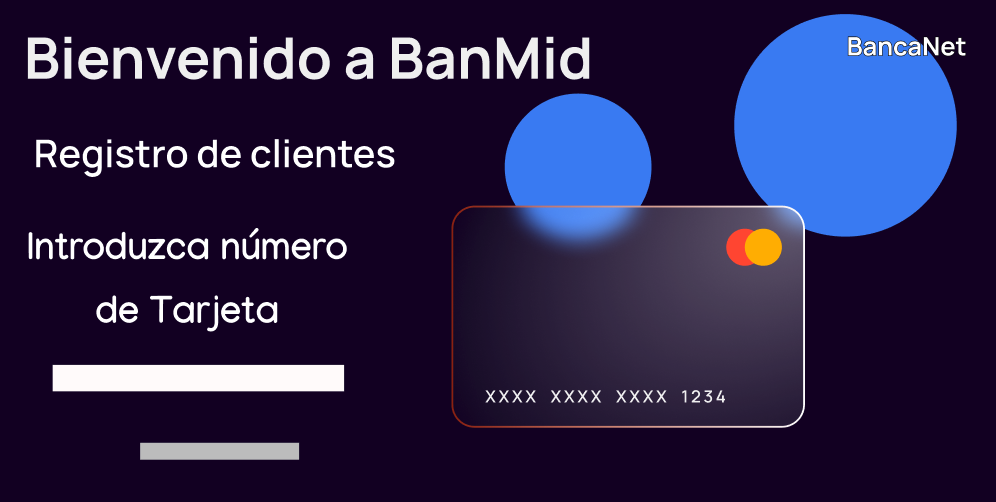 Bienvenido a BanMid
BancaNet
Registro de clientes
Introduzca número
de Tarjeta
XXXX XXXX XXXX 1234